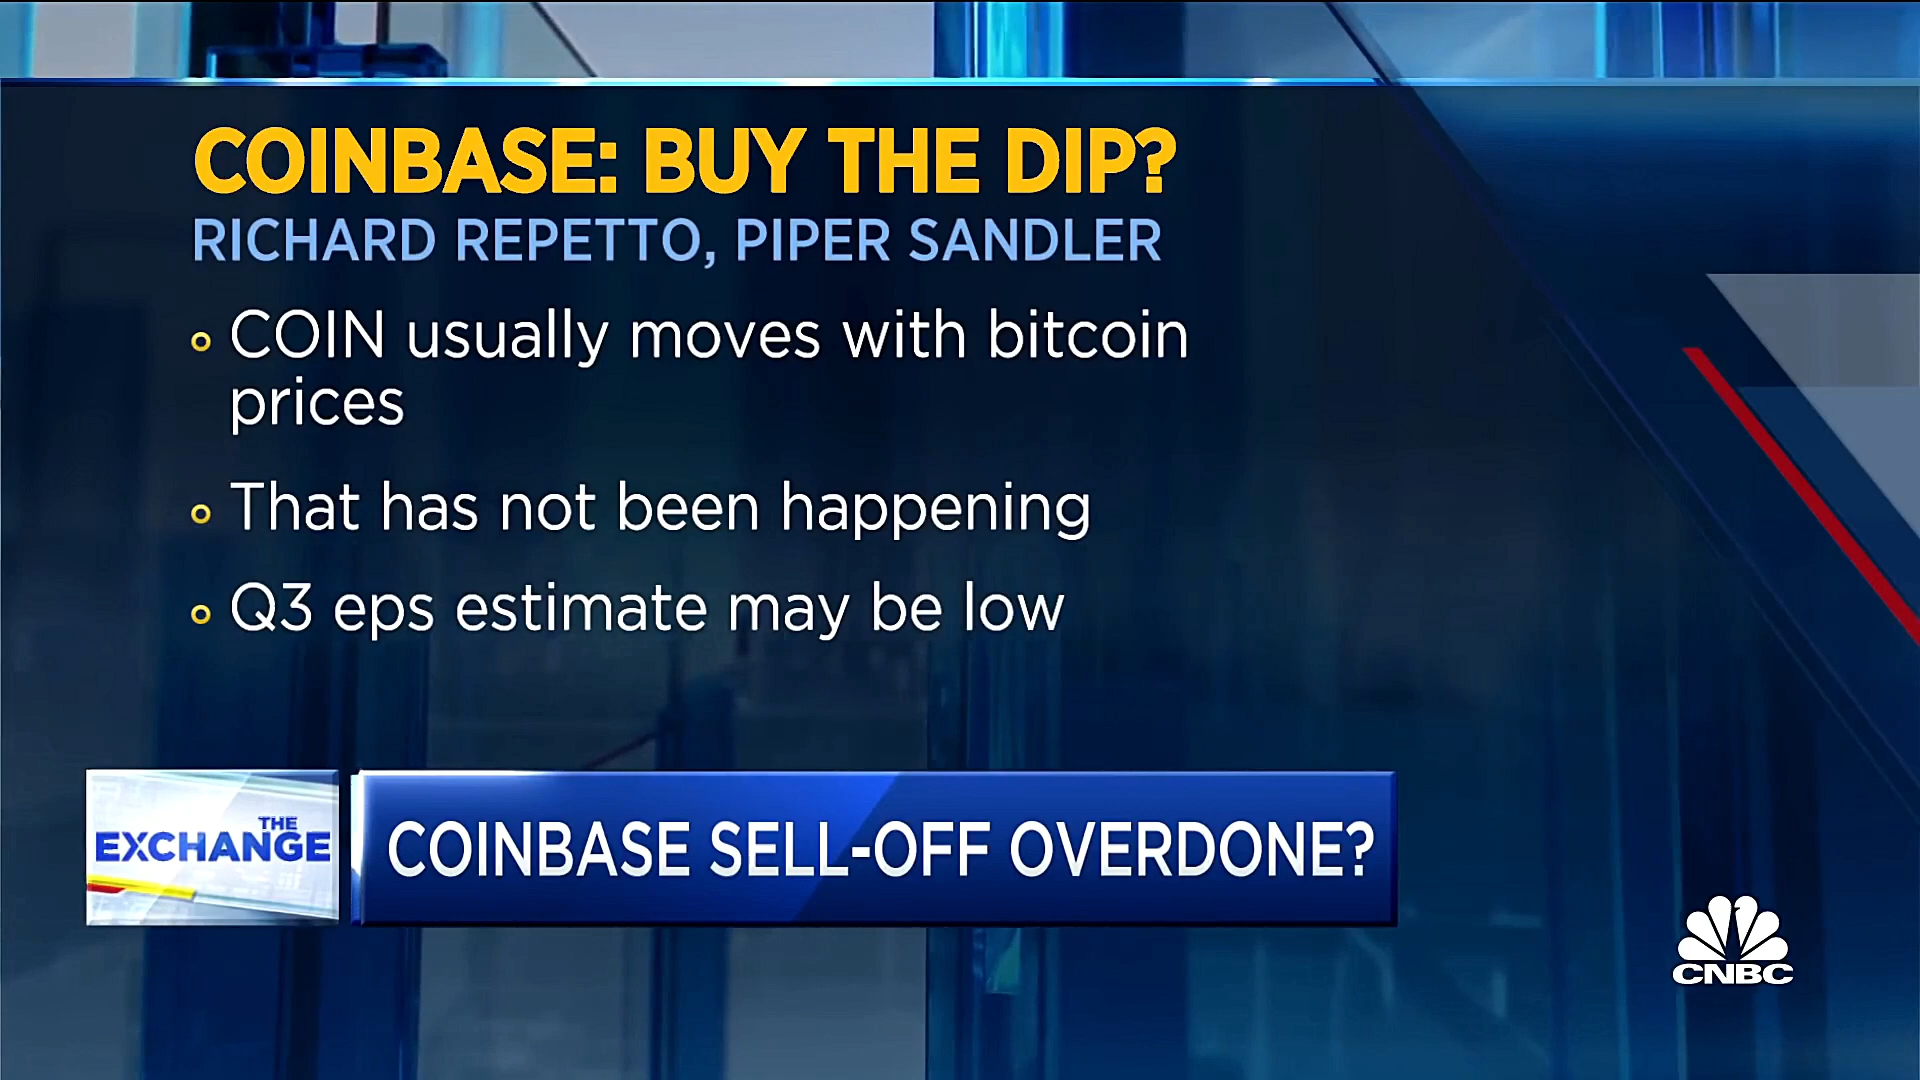 COINBASE: BUY THE DIP?
RICHARD REPETTO, PIPER SANDLER
COIN usually moves with bitcoin
prices
That has not been happening
Q3 eps estimate may be low
THE
EXCHANGE
COINBASE SELL-OFF OVERDONE?
CNBC